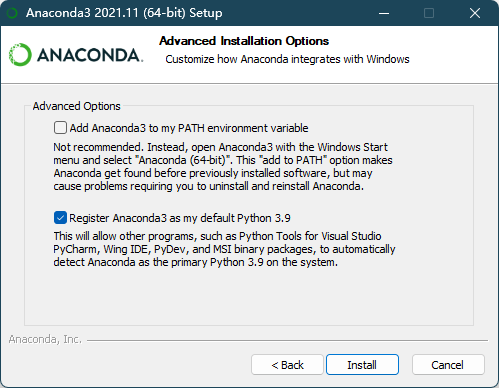 Anaconda3 2021.11 (64-bit) Setup
Advanced Installation Options
Customize how Anaconda integrates with Windows
ANACONDA.
Advanced Options
Add Anaconda3 to my PATH environment variable
Not recommended. Instead, open Anaconda3 with the Windows Start
menu and select "Anaconda (64-bit)". This "add to PATH" option makes
Anaconda get found before previously installed software, but may
cause problems requiring you to uninstall and reinstall Anaconda.
Register Anaconda3 as my default Python 3.9
This will allow other programs, such as Python Tools for Visual Studio
PyCharm, Wing IDE, PyDev, and MSI binary packages, to automatically
detect Anaconda as the primary Python 3.9 on the system.
Anaconda, Inc.
< Back
Install
Cancel